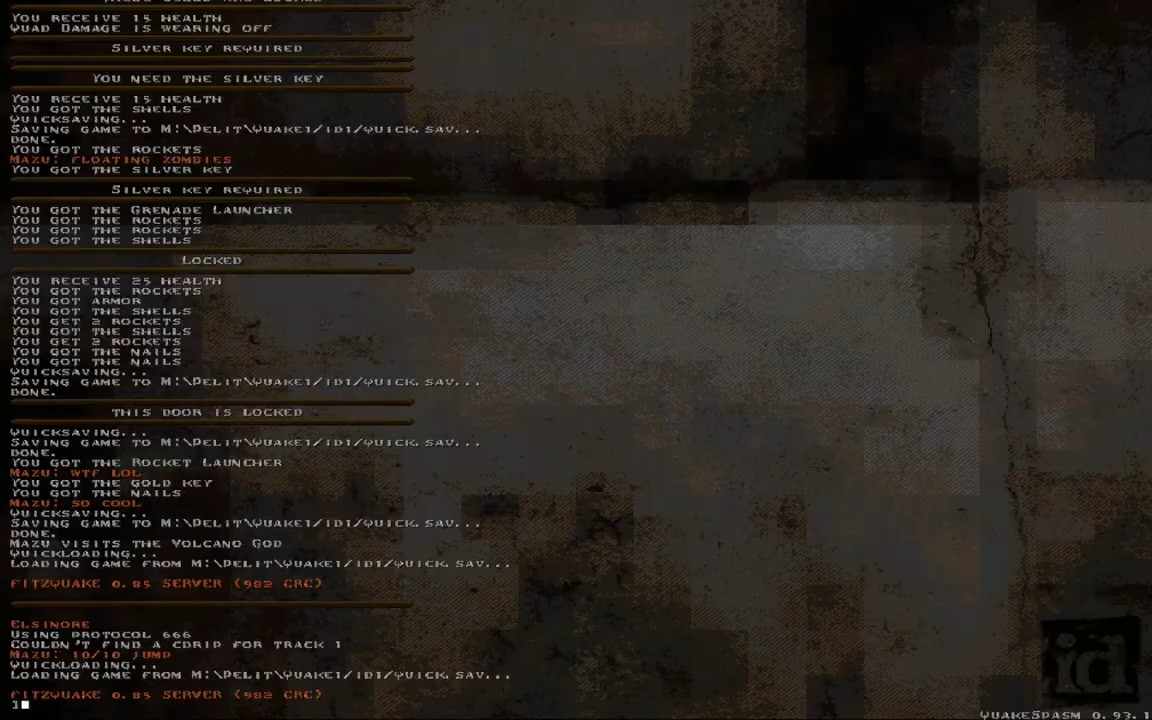 YOU RECEIVE 15 HEALTH
QUAD DAMAGE IS WEARING OFF
SILVER KEY REQUIRED
YOU NEED THE SILVER KEY
YOU RECEIVE 15 HEALTH
YOU GOT THE SHELLS
QUICKSAVING...
SAVING GAME TO M:\PELIT\QUAKE1/ID1/QUICK.SAV...
DONE.
YOU GOT THE ROCKETS
MAZU: FLOATING ZOMBIES
YOU GOT THE SILVER KEY
SILVER KEY REQUIRED
YOU GOT THE GRENADE LAUNCHER
YOU GOT THE ROCKETS
YOU GOT THE ROCKETS
YOU GOT THE SHELLS
LOCKED
YOU RECEIVE 25 HEALTH
YOU GOT THE ROCKETS
YOU GOT ARMOR
YOU GOT THE SHELLS
YOU GET 2 ROCKETS
YOU GOT THE SHELLS
YOU GET 2 ROCKETS
YOU GOT THE NAILS
YOU GOT THE NAILS
QUICKSAVING...
SAVING GAME TO M:\PELIT\QUAKE1/ID1/QUICK.SAV...
DONE.
THIS DOOR IS LOCKED
QUICKSAVING...
SAVING GAME TO M:\PELIT\QUAKE1/ID1/QUICK.SAV...
DONE.
YOU GOT THE ROCKET LAUNCHER
MAZU: WTF LOL
YOU GOT THE GOLD KEY
YOU GOT THE NAILS
MAZU: SO COOL
QUICKSAVING...
SAVING GAME TO M:\PELIT\QUAKE1/ID1/QUICK.SAV...
DONE.
MAZU VISITS THE VOLCANO GOD
QUICKLOADING...
LOADING GAME FROM M:\PELIT\QUAKE1/ID1/QUICK.SAV...
FITZQUAKE 0.85 SERVER (982 CRC)
ELSINORE
USING PROTOCOL 666
COULDN'T FIND A CDRIP FOR TRACK 1
MAZU: 10/10 JUMP
QUICKLOADING...
LOADING GAME FROM M:\PELIT\QUAKE1/ID1/QUICK.SAV...
FITZQUAKE 0.85 SERVER (982 CRC)
]
id
QUAKESPASM 0.93.1